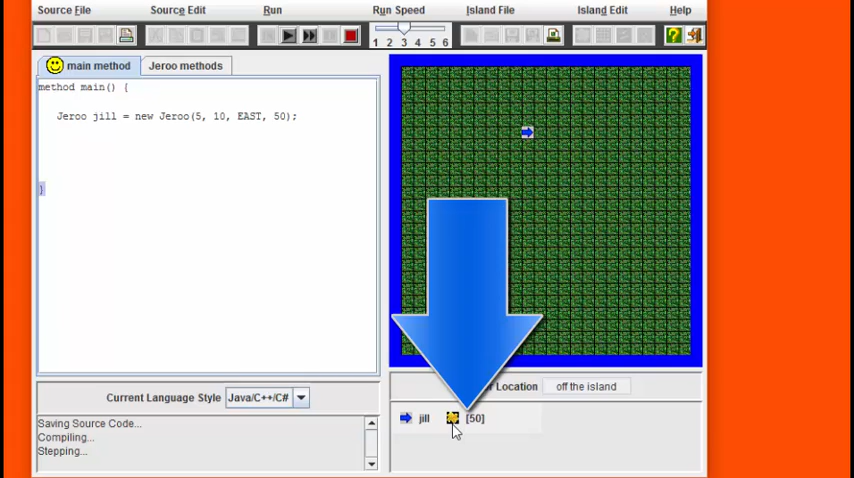 Source File Source Edit Run Run Speed Island File Island Edit Help
1 2 3 4 5 6
main method Jeroo methods
method main() {
Jeroo jill = new Jeroo(5, 10, EAST, 50);
}
Current Language Style Java/C++/C#
Location off the island
Saving Source Code...
Compiling...
Stepping...
jill [50]